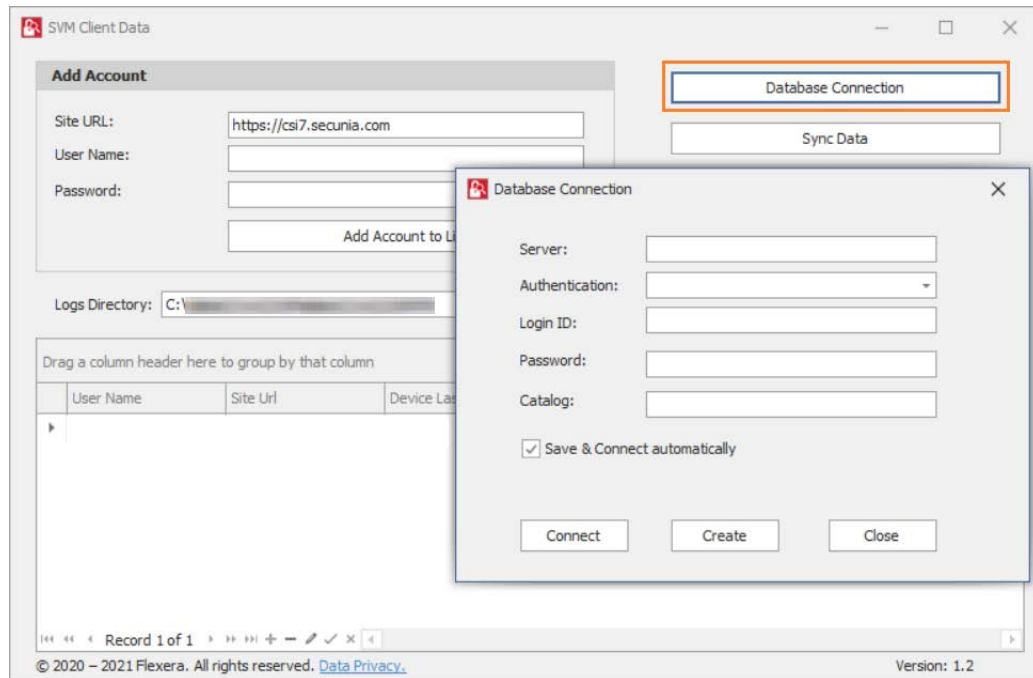 SVM Client Data
Add Account
Site URL:
https://csi7.secunia.com
User Name:
Password:
Add Account to Li
Logs Directory:
C:\
Database Connection
Sync Data
Drag a column header here to group by that column
User Name
Site Url
Device Las
Database Connection
Server:
Authentication:
Login ID:
Password:
Catalog:
Save & Connect automatically
Connect
Create
Close
Record 1 of 1
© 2020 – 2021 Flexera. All rights reserved. Data Privacy.
Version: 1.2